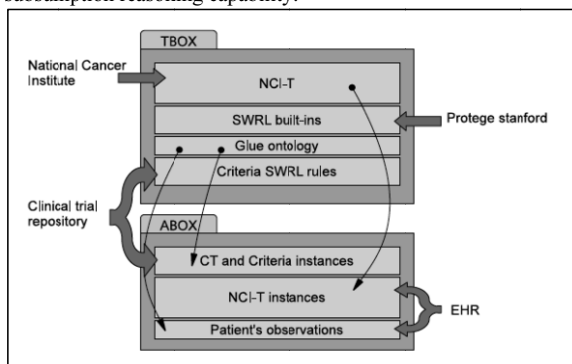 subsumption reasoning capability.
TBOX
National Cancer
Institute
NCI-T
SWRL built-ins
Protege stanford
Glue ontology
Criteria SWRL rules
Clinical trial
repository
ABOX
CT and Criteria instances
NCI-T instances
EHR
Patient's observations